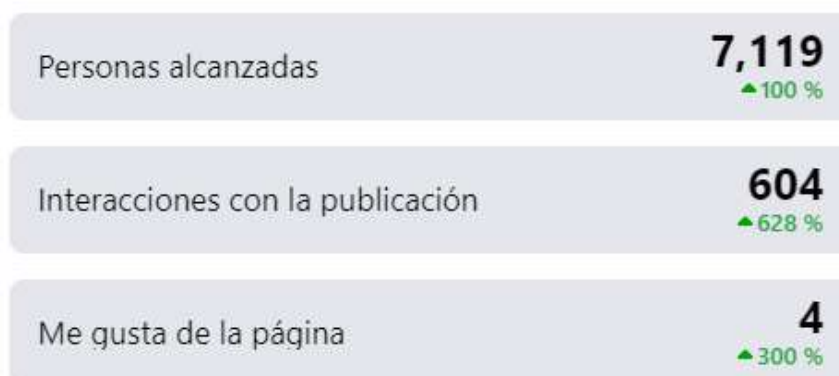 Personas alcanzadas
7,119
100 %
Interacciones con la publicación
604
628 %
Me gusta de la página
4
300 %